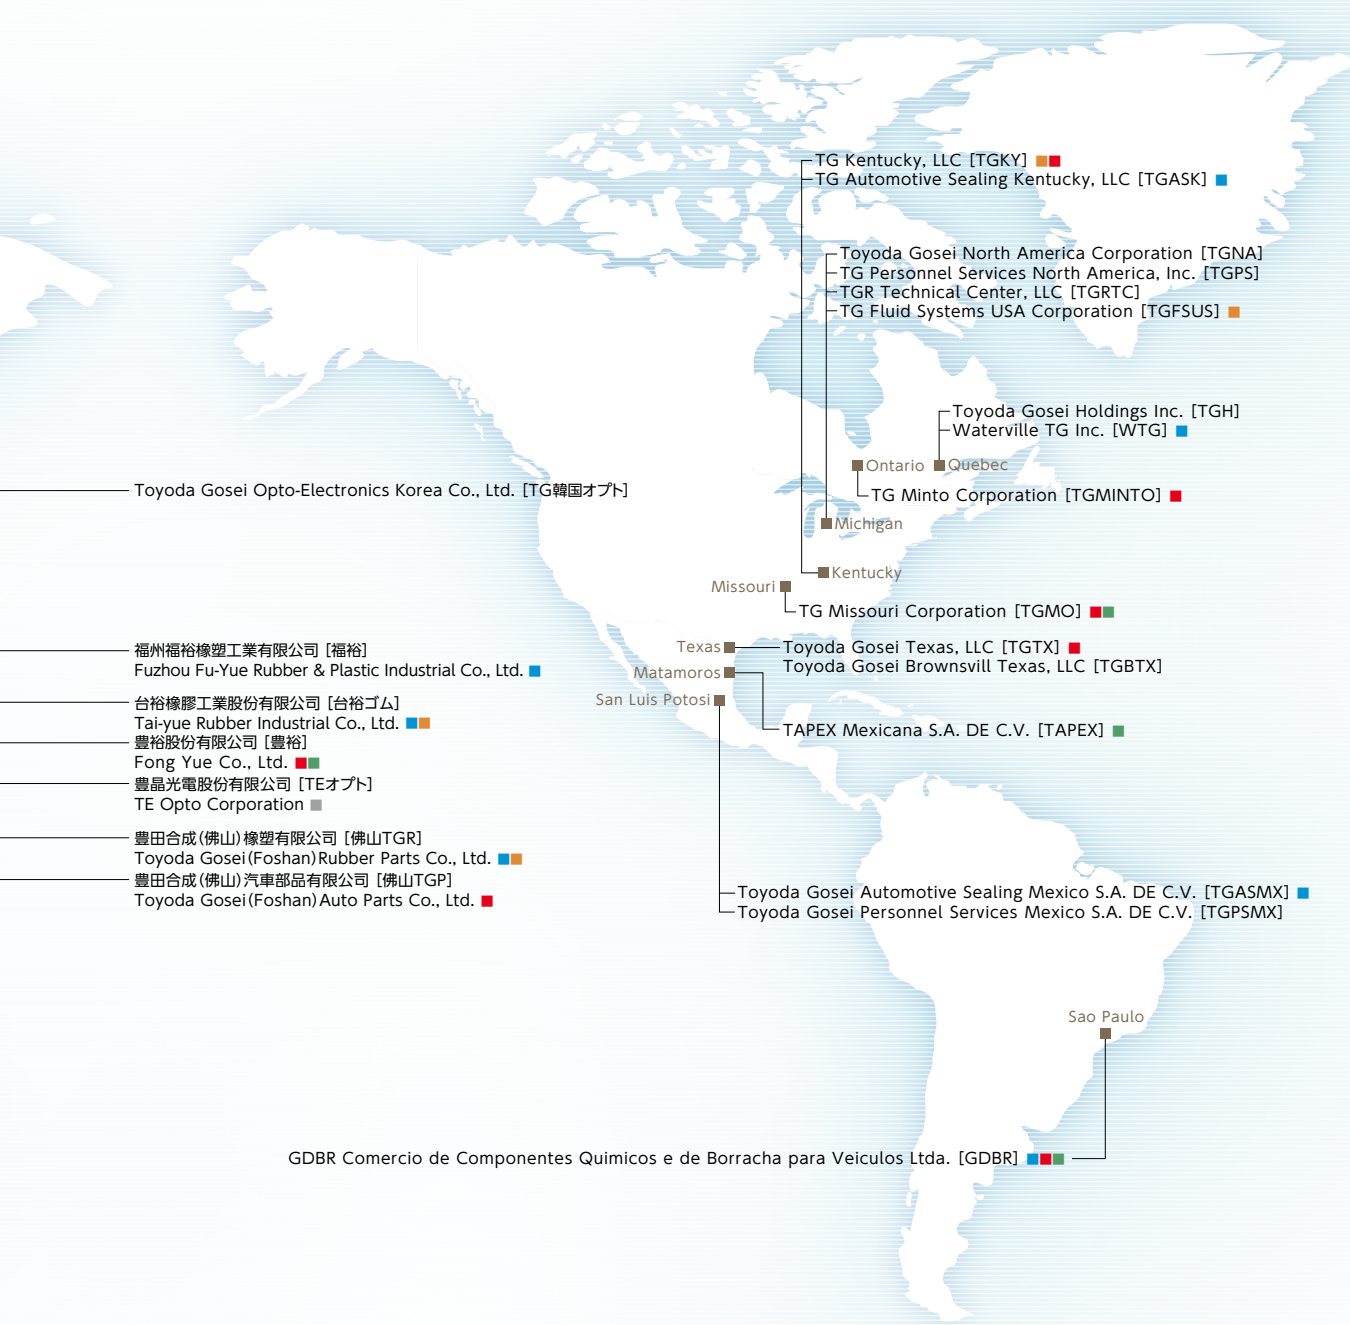 TG Kentucky, LLC [TGKY]
TG Automotive Sealing Kentucky, LLC [TGASK]
Toyoda Gosei North America Corporation [TGNA]
TG Personnel Services North America, Inc. [TGPS]
TGR Technical Center, LLC [TGRTC]
TG Fluid Systems USA Corporation [TGFSUS]
Toyoda Gosei Holdings Inc. [TGH]
Waterville TG Inc. [WTG]
Ontario
Quebec
TG Minto Corporation [TGMINTO]
Michigan
Kentucky
Missouri
TG Missouri Corporation [TGMO]
Texas
Toyoda Gosei Texas, LLC [TGTX]
Toyoda Gosei Brownsvill Texas, LLC [TGBTX]
Matamoros
San Luis Potosi
TAPEX Mexicana S.A. DE C.V. [TAPEX]
Toyoda Gosei Automotive Sealing Mexico S.A. DE C.V. [TGASMX]
Toyoda Gosei Personnel Services Mexico S.A. DE C.V. [TGPSMX]
Sao Paulo
GDBR Comercio de Componentes Quimicos e de Borracha para Veiculos Ltda. [GDBR]
Toyoda Gosei Opto-Electronics Korea Co., Ltd. [TG韓国オプト]
福州福裕橡塑工業有限公司 [福裕]
Fuzhou Fu-Yue Rubber & Plastic Industrial Co., Ltd.
台裕橡膠工業股份有限公司 [台裕ゴム]
Tai-yue Rubber Industrial Co., Ltd.
豊裕股份有限公司 [豊裕]
Fong Yue Co., Ltd.
豊晶光電股份有限公司 [TEオプト]
TE Opto Corporation
豊田合成(佛山)橡塑有限公司 [佛山TGR]
Toyoda Gosei(Foshan)Rubber Parts Co., Ltd.
豊田合成(佛山)汽車部品有限公司 [佛山TGP]
Toyoda Gosei(Foshan)Auto Parts Co., Ltd.